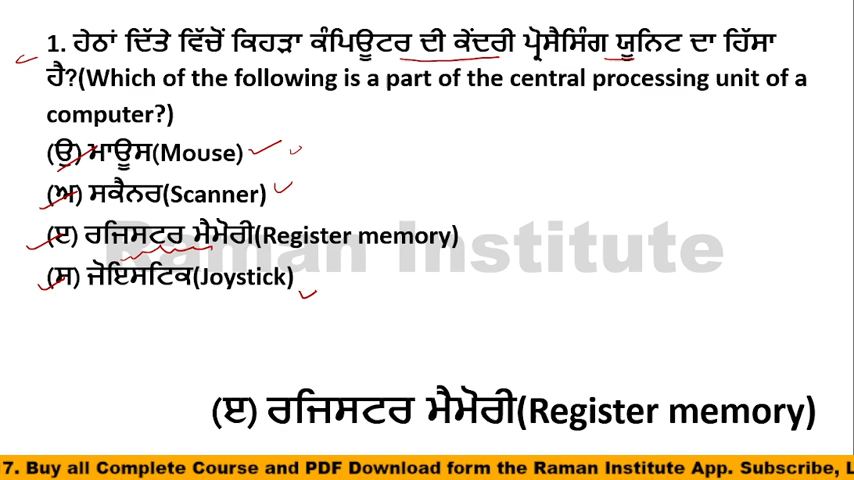 1. ਹੇਠਾਂ ਦਿੱਤੇ ਵਿੱਚੋਂ ਕਿਹੜਾ ਕੰਪਿਊਟਰ ਦੀ ਕੇਂਦਰੀ ਪ੍ਰੋਸੈਸਿੰਗ ਯੂਨਿਟ ਦਾ ਹਿੱਸਾ
ਹੈ?(Which of the following is a part of the central processing unit of a
computer?)
(ਉ) ਮਾਊਸ(Mouse)
(ਅ) ਸਕੈਨਰ(Scanner)
(ੲ) ਰਜਿਸਟਰ ਮੈਮੋਰੀ(Register memory)
Raman Institute
(ਸ) ਜੋਇਸਟਿਕ(Joystick)
(ੲ) ਰਜਿਸਟਰ ਮੈਮੋਰੀ(Register memory)
7. Buy all Complete Course and PDF Download form the Raman Institute App. Subscribe, L